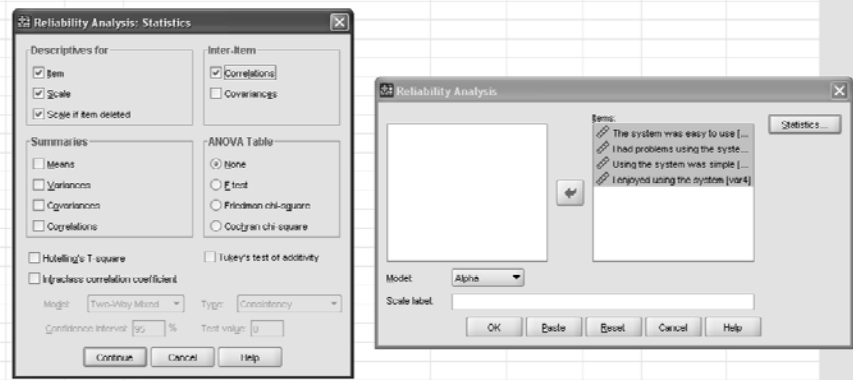 Reliability Analysis: Statistics
Descriptives for
Item
Scale
Scale if item deleted
Inter-Item
Correlations
Covariances
Summaries
Means
Variances
Covariances
Correlations
ANOVA Table
None
F test
Friedman chi-square
Cochran chi-square
Hotelling's T-square
Tukey's test of additivity
Intraclass correlation coefficient
Model: Two-Way Mixed
Type: Consistency
Confidence interval: 95 %
Test value: 0
Continue
Cancel
Help
Reliability Analysis
Items:
The system was easy to use [...
I had problems using the syste...
Using the system was simple [...
I enjoyed using the system [var4]
Statistics...
Model: Alpha
Scale label:
OK
Paste
Reset
Cancel
Help